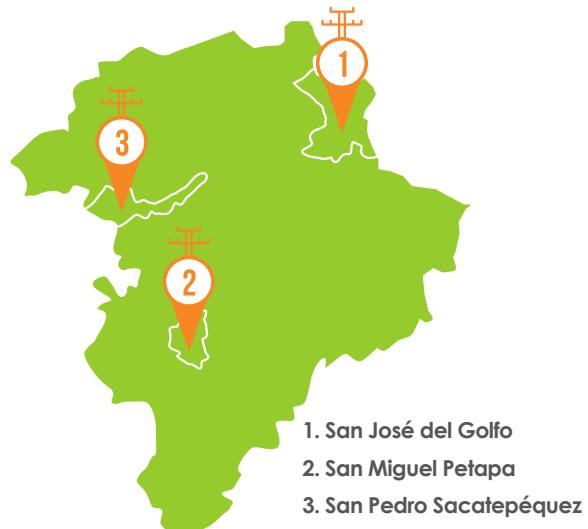 1
3
2
1. San José del Golfo
2. San Miguel Petapa
3. San Pedro Sacatepéquez